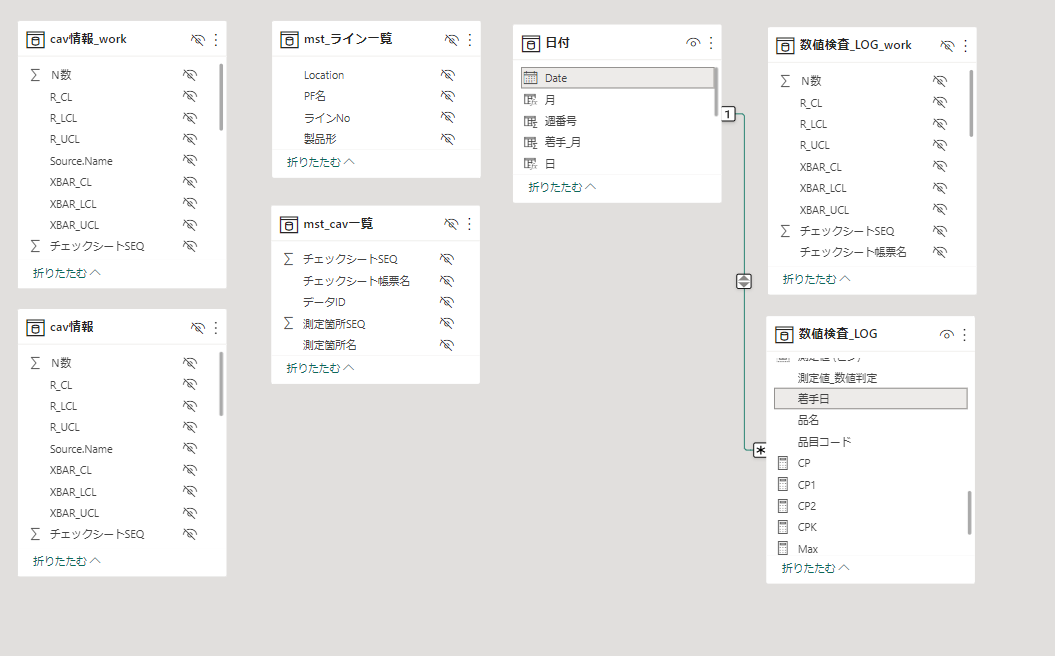 cav情報_work
N数
R_CL
R_LCL
R_UCL
Source.Name
XBAR_CL
XBAR_LCL
XBAR_UCL
チェックシートSEQ
折りたたむ
cav情報
N数
R_CL
R_LCL
R_UCL
Source.Name
XBAR_CL
XBAR_LCL
XBAR_UCL
チェックシートSEQ
折りたたむ
mst_ライン一覧
Location
PF名
ラインNo
製品形
折りたたむ
mst_cav一覧
チェックシートSEQ
チェックシート帳票名
データID
測定箇所SEQ
測定箇所名
折りたたむ
日付
Date
月
週番号
着手_月
日
折りたたむ
1
*
数値検査_LOG_work
N数
R_CL
R_LCL
R_UCL
XBAR_CL
XBAR_LCL
XBAR_UCL
チェックシートSEQ
チェックシート帳票名
折りたたむ
数値検査_LOG
測定値_数値判定
着手日
品名
品目コード
CP
CP1
CP2
CPK
Max
折りたたむ